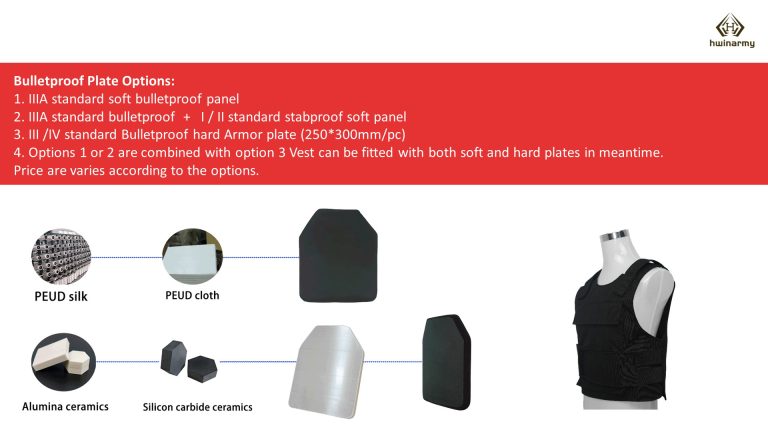 hwinarmy
Bulletproof Plate Options:
1. IIIA standard soft bulletproof panel
2. IIIA standard bulletproof + I / II standard stabproof soft panel
3. III /IV standard Bulletproof hard Armor plate (250*300mm/pc)
4. Options 1 or 2 are combined with option 3 Vest can be fitted with both soft and hard plates in meantime.
Price are varies according to the options.
PEUD silk
PEUD cloth
Alumina ceramics
Silicon carbide ceramics